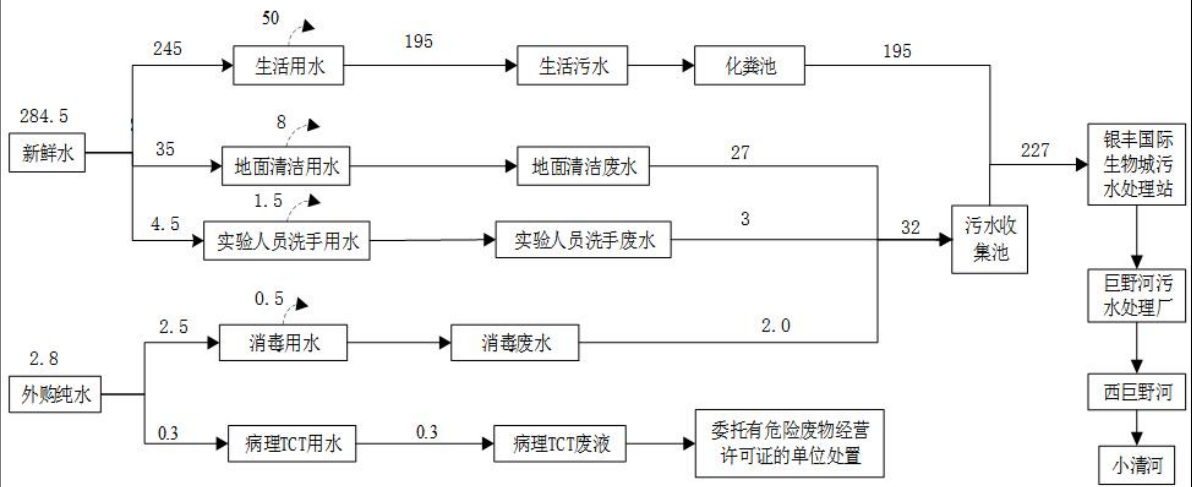 50
245
生活用水
195
生活污水
化粪池
195
284.5
新鲜水
8
35
地面清洁用水
地面清洁废水
27
1.5
4.5
实验人员洗手用水
实验人员洗手废水
3
32
污水收
集池
227
银丰国际
生物城污
水处理站
巨野河污
水处理厂
西巨野河
小清河
0.5
2.5
消毒用水
消毒废水
2.0
2.8
外购纯水
0.3
病理TCT用水
0.3
病理TCT废液
委托有危险废物经营
许可证的单位处置